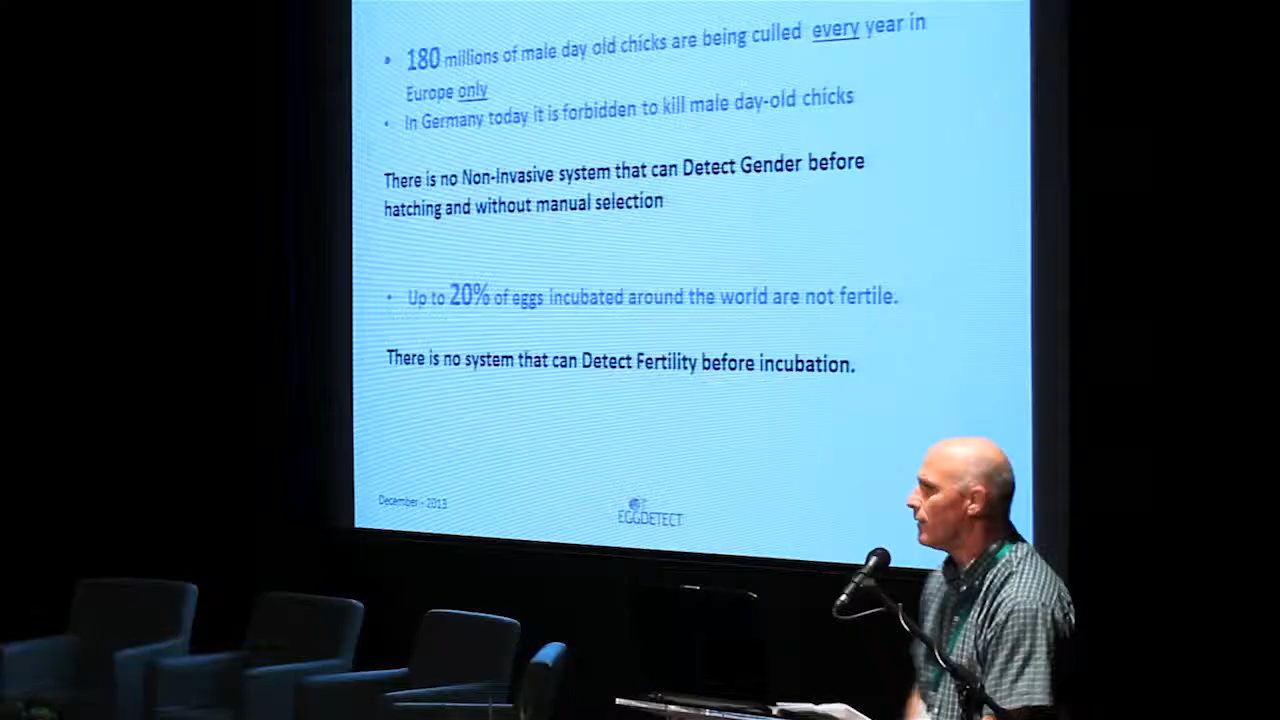 • 180 millions of male day old chicks are being culled every year in
Europe only
• In Germany today it is forbidden to kill male day-old chicks
There is no Non-Invasive system that can Detect Gender before
hatching and without manual selection
• Up to 20% of eggs incubated around the world are not fertile.
There is no system that can Detect Fertility before incubation.
December - 2013
EGGDETECT